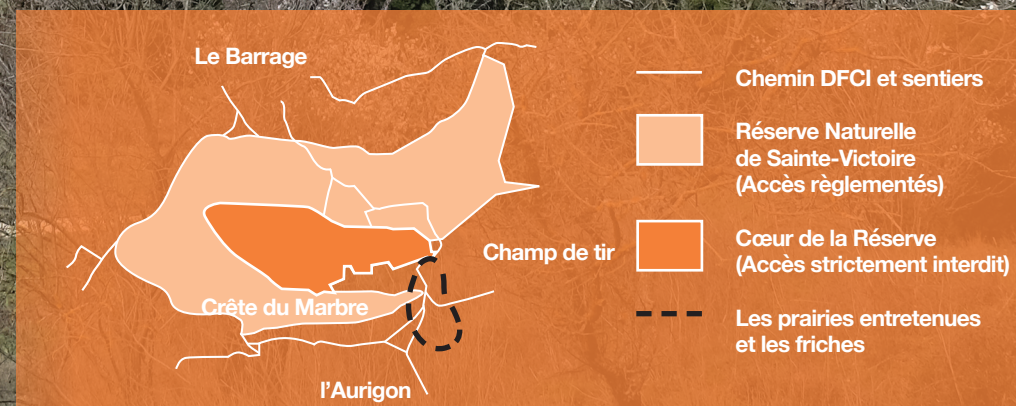 Le Barrage
Champ de tir
Crête du Marbre
l'Aurigon
Chemin DFCI et sentiers
Réserve Naturelle
de Sainte-Victoire
(Accès règlementés)
Cœur de la Réserve
(Accès strictement interdit)
Les prairies entretenues
et les friches